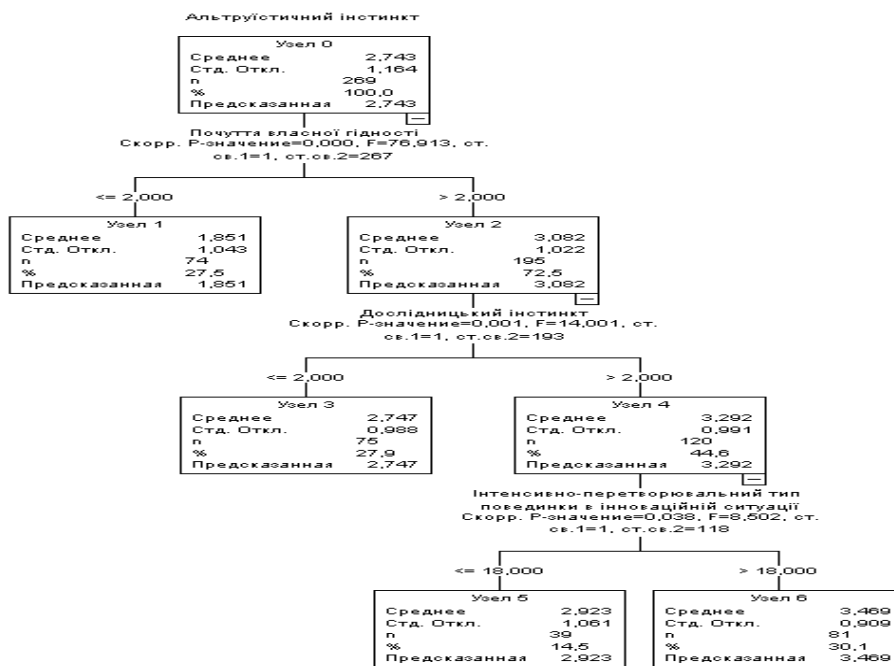 Альтруїстичний інстинкт
Узел 0
Среднее 2,743
Стд. Откл. 1,164
n 269
% 100,0
Предсказанная 2,743
Почуття власної гідності
Скорр. P-значение=0,000, F=76,913, ст.
св.1=1, ст.св.2=267
<= 2,000
> 2,000
Узел 1
Среднее 1,851
Стд. Откл. 1,043
n 74
% 27,5
Предсказанная 1,851
Узел 2
Среднее 3,082
Стд. Откл. 1,022
n 195
% 72,5
Предсказанная 3,082
Дослідницький інстинкт
Скорр. P-значение=0,001, F=14,001, ст.
св.1=1, ст.св.2=193
<= 2,000
> 2,000
Узел 3
Среднее 2,747
Стд. Откл. 0,988
n 75
% 27,9
Предсказанная 2,747
Узел 4
Среднее 3,292
Стд. Откл. 0,991
n 120
% 44,6
Предсказанная 3,292
Інтенсивно-перетворювальний тип
повединки в інноваційній ситуації
Скорр. P-значение=0,038, F=8,502, ст.
св.1=1, ст.св.2=118
<= 18,000
> 18,000
Узел 5
Среднее 2,923
Стд. Откл. 1,061
n 39
% 14,5
Предсказанная 2,923
Узел 6
Среднее 3,469
Стд. Откл. 0,909
n 81
% 30,1
Предсказанная 3,469